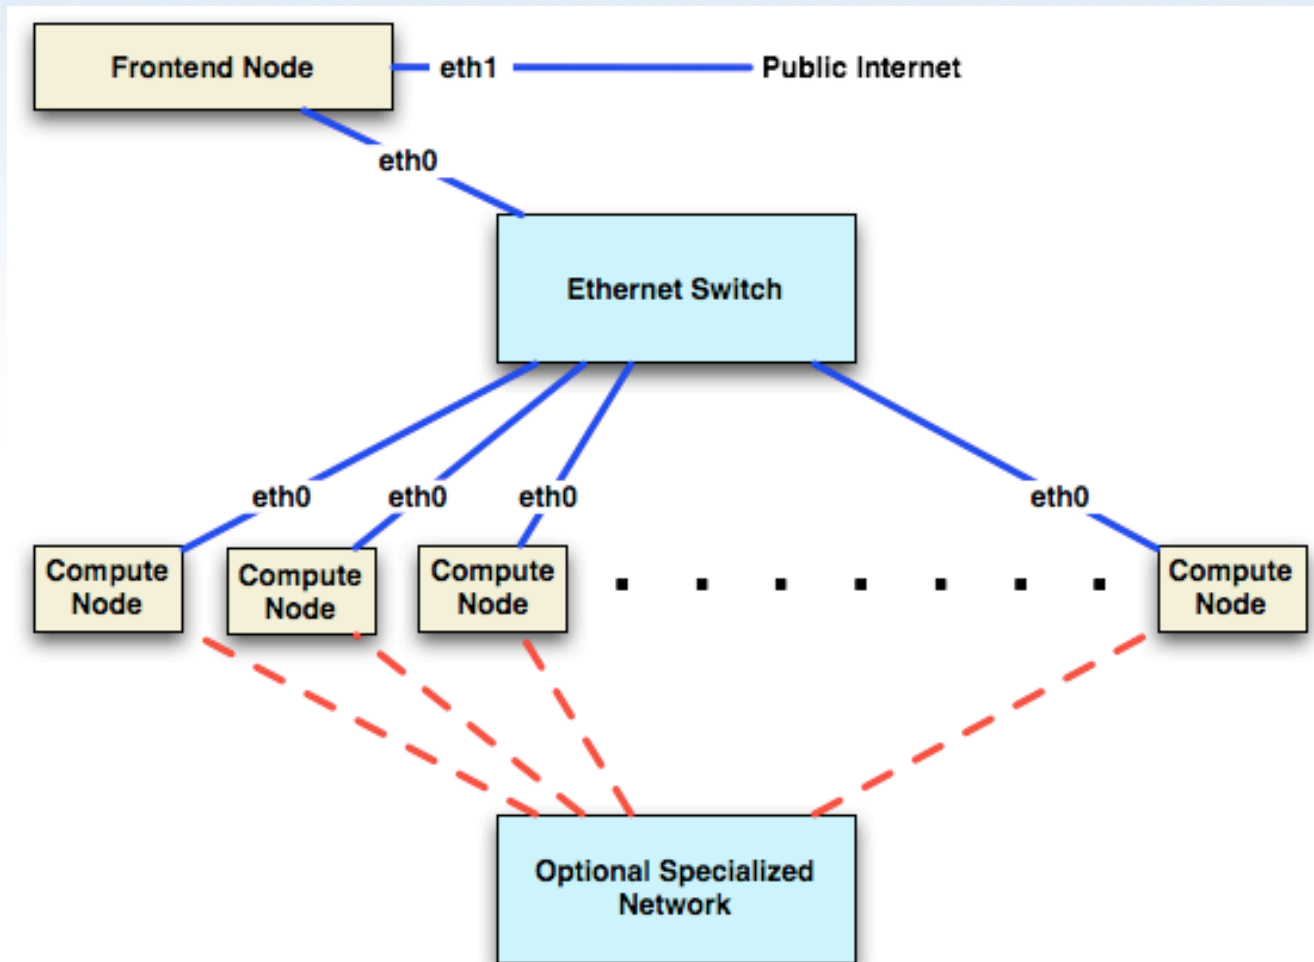 Frontend Node
eth1
Public Internet
eth0
Ethernet Switch
eth0
eth0
eth0
eth0
Compute
Node
Compute
Node
Compute
Node
Compute
Node
Optional Specialized
Network